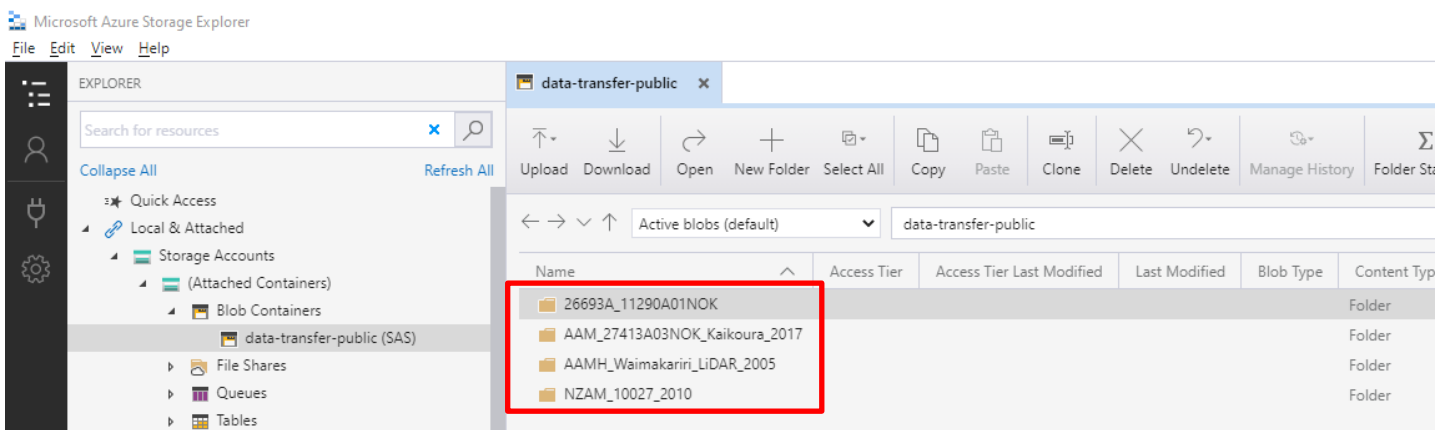 Microsoft Azure Storage Explorer
File Edit View Help
EXPLORER
Search for resources
Collapse All Refresh All
Quick Access
Local & Attached
Storage Accounts
(Attached Containers)
Blob Containers
data-transfer-public (SAS)
File Shares
Queues
Tables
data-transfer-public
Upload Download Open New Folder Select All Copy Paste Clone Delete Undelete Manage History Folder Sta
Active blobs (default) data-transfer-public
Name Access Tier Access Tier Last Modified Last Modified Blob Type Content Typ
26693A_11290A01NOK Folder
AAM_27413A03NOK_Kaikoura_2017 Folder
AAMH_Waimakariri_LiDAR_2005 Folder
NZAM_10027_2010 Folder